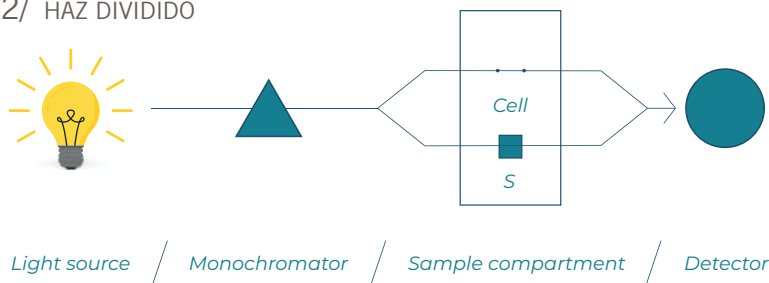 2/ HAZ DIVIDIDO
Cell
S
Light source / Monochromator / Sample compartment / Detector